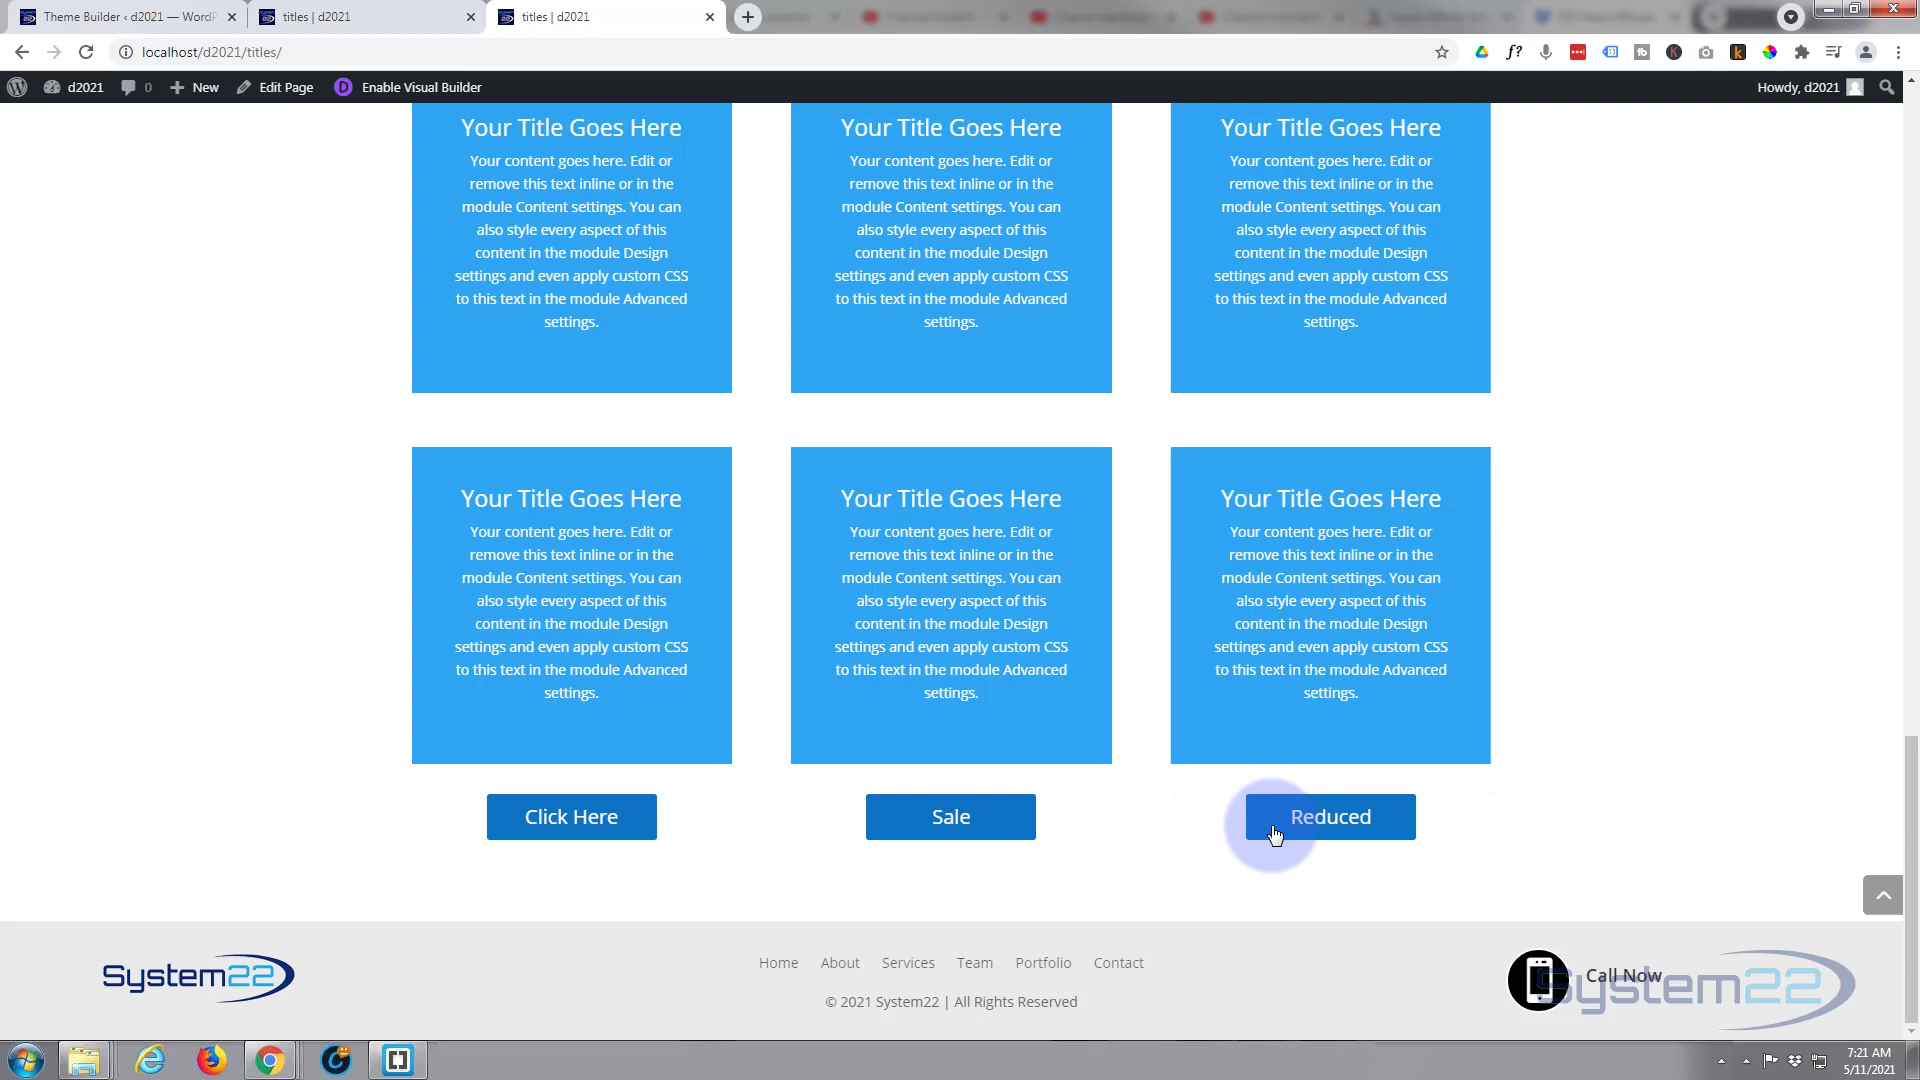 Theme Builder ‹ d2021 — WordP
titles | d2021
titles | d2021
localhost/d2021/titles/
d2021
0
New
Edit Page
Enable Visual Builder
Howdy, d2021
Your Title Goes Here
Your content goes here. Edit or
remove this text inline or in the
module Content settings. You can
also style every aspect of this
content in the module Design
settings and even apply custom CSS
to this text in the module Advanced
settings.
Your Title Goes Here
Your content goes here. Edit or
remove this text inline or in the
module Content settings. You can
also style every aspect of this
content in the module Design
settings and even apply custom CSS
to this text in the module Advanced
settings.
Your Title Goes Here
Your content goes here. Edit or
remove this text inline or in the
module Content settings. You can
also style every aspect of this
content in the module Design
settings and even apply custom CSS
to this text in the module Advanced
settings.
Your Title Goes Here
Your content goes here. Edit or
remove this text inline or in the
module Content settings. You can
also style every aspect of this
content in the module Design
settings and even apply custom CSS
to this text in the module Advanced
settings.
Your Title Goes Here
Your content goes here. Edit or
remove this text inline or in the
module Content settings. You can
also style every aspect of this
content in the module Design
settings and even apply custom CSS
to this text in the module Advanced
settings.
Your Title Goes Here
Your content goes here. Edit or
remove this text inline or in the
module Content settings. You can
also style every aspect of this
content in the module Design
settings and even apply custom CSS
to this text in the module Advanced
settings.
Click Here
Sale
Reduced
System22
Home About Services Team Portfolio Contact
© 2021 System22 | All Rights Reserved
Call Now
System22
7:21 AM
5/11/2021